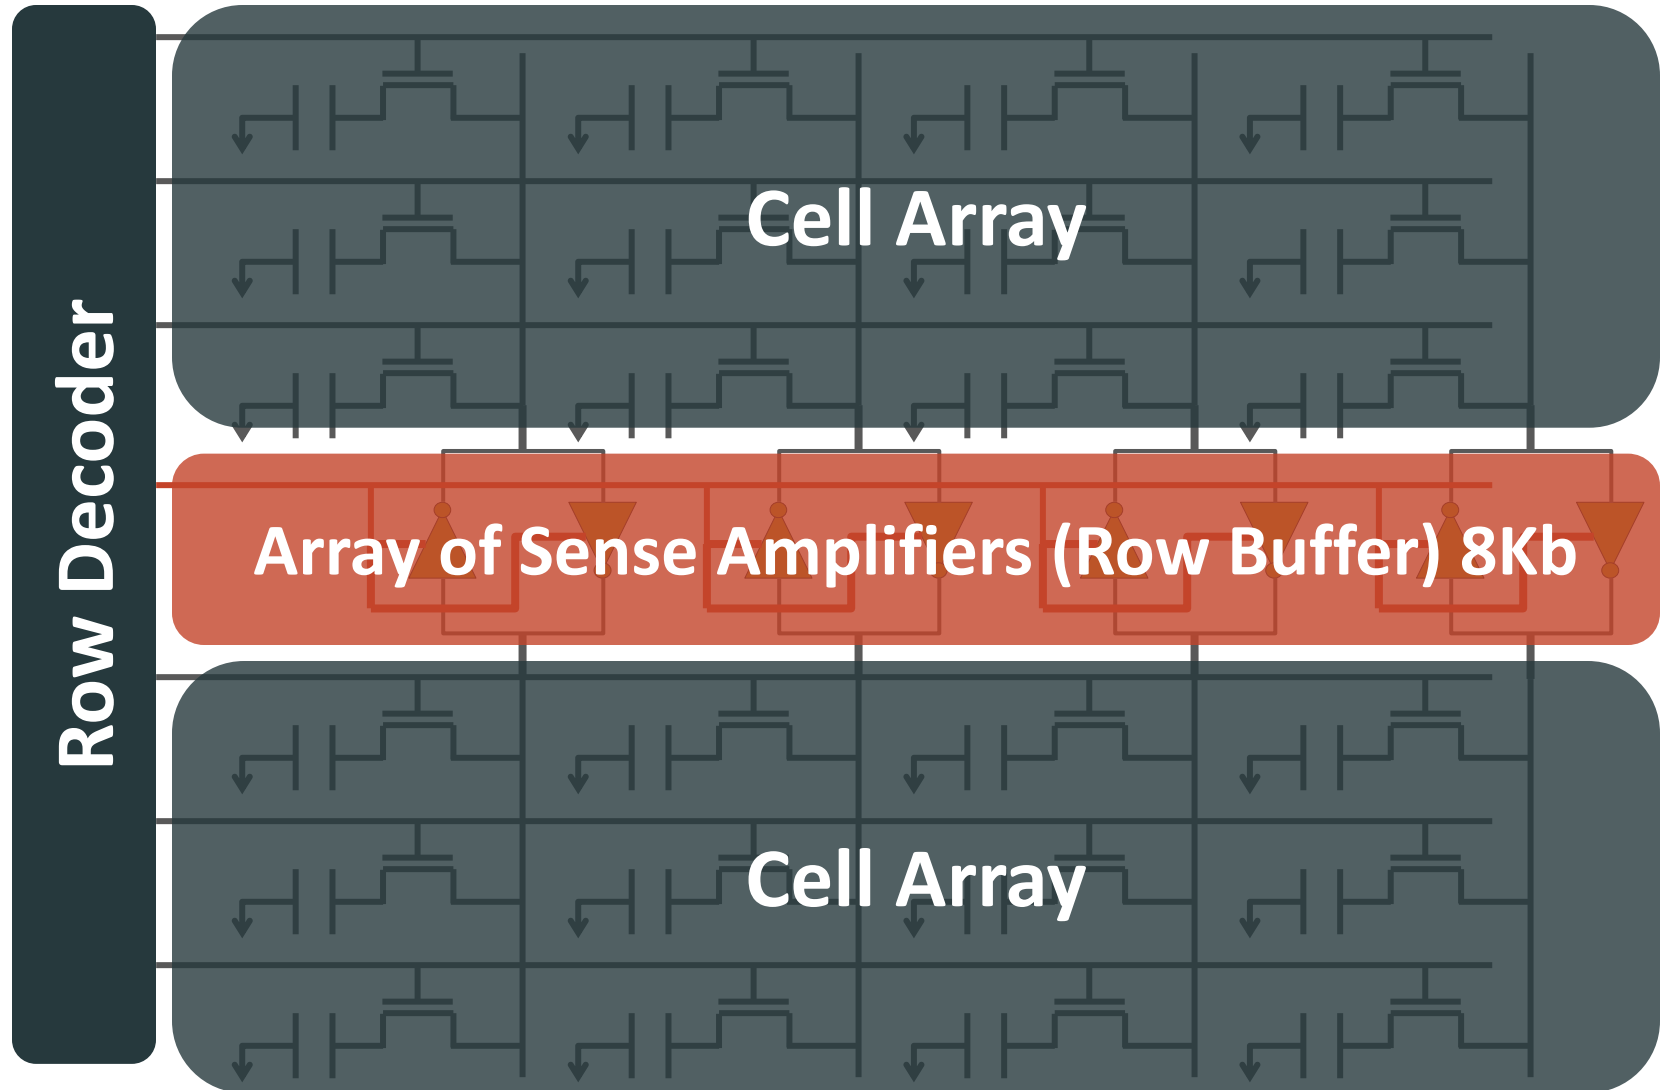 Row Decoder
Cell Array
Array of Sense Amplifiers (Row Buffer) 8Kb
Cell Array